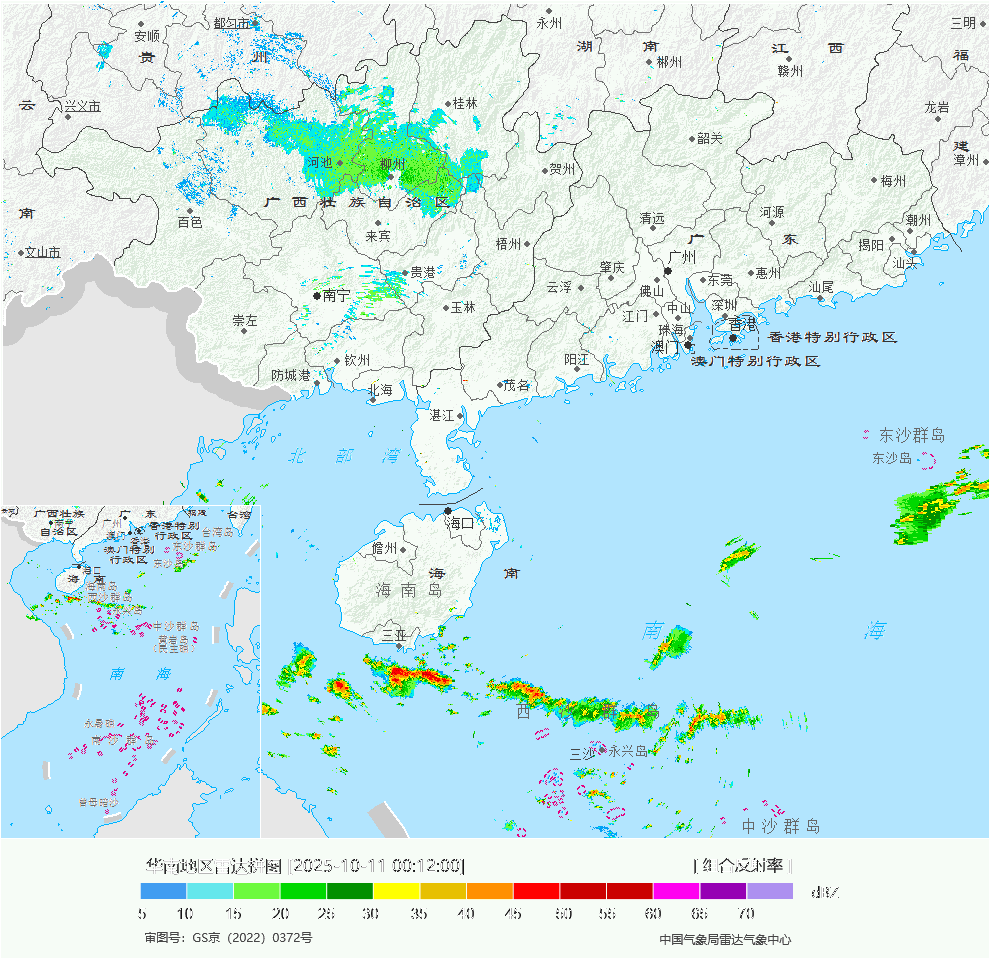 永州
三明
安顺
都匀市
贵 州
湖 南
江 西
福
郴州
赣州
云
兴义市
桂林
龙岩
韶关
建
漳州
河池
柳州
贺州
梅州
南
百色
广 西 壮 族 自 治 区
来宾
清远
河源
潮州
文山市
梧州
广 东
揭阳
汕头
南宁
贵港
肇庆
广州
东莞
惠州
云浮
佛山
汕尾
崇左
玉林
江门
中山
深圳
珠海
香港
香港特别行政区
澳门
澳门特别行政区
钦州
防城港
阳江
北海
茂名
湛江
北 部 湾
东沙群岛
东沙岛
广西壮族
自治区
广 东
福建
台湾
广州
香港特别
行政区
澳门特别
行政区
台湾岛
东沙群岛
海口
海 南
海南岛
中沙群岛
黄岩岛
南 海
永暑礁
南沙群岛
曾母暗沙
海口
儋州
海 南
海南岛
三亚
南 海
西 沙
三沙
永兴岛
中沙群岛
华南地区雷达拼图 [2025-10-11 00:12:00]
[组合反射率]
dBZ
5 10 15 20 25 30 35 40 45 50 55 60 65 70
审图号：GS京（2022）0372号
中国气象局雷达气象中心